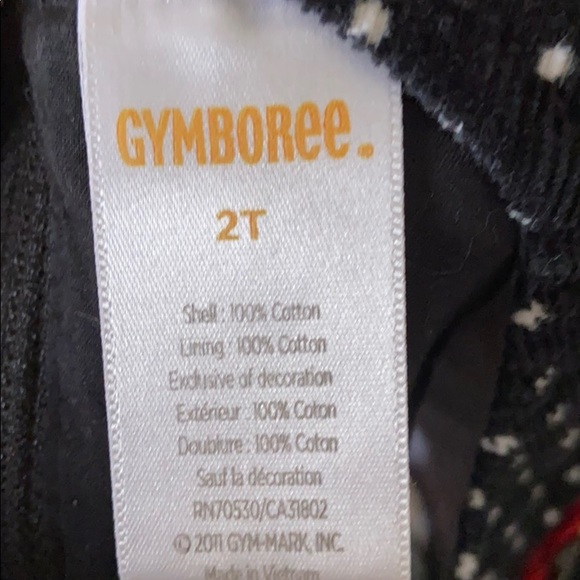 GYMBOREE.
2T
Shell : 100% Cotton
Lining : 100% Cotton
Exclusive of decoration
Extérieur : 100% Coton
Doublure : 100% Coton
Sauf la décoration
RN70530/CA31802
© 2011 GYM-MARK, INC.
Made in Vietnam